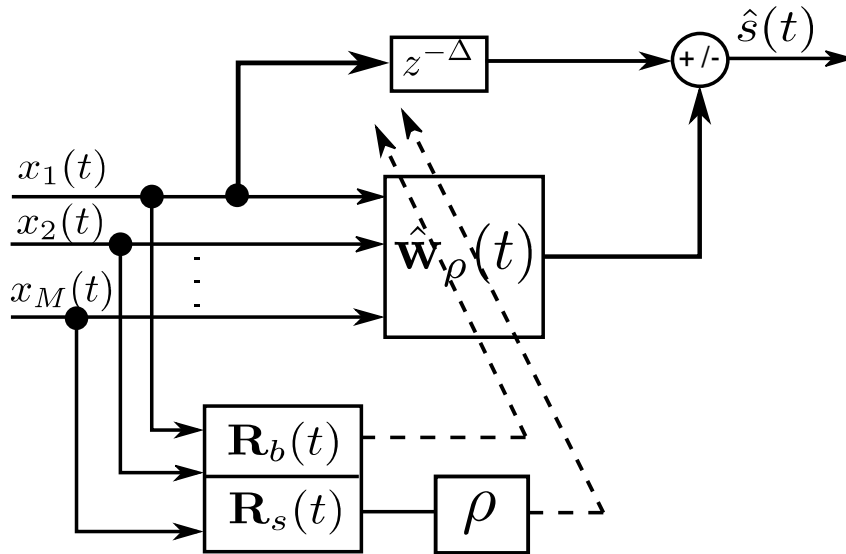 z^{-Δ}
+ / -
ŝ(t)
x_1(t)
x_2(t)
x_M(t)
ŵ_ρ(t)
R_b(t)
R_s(t)
ρ